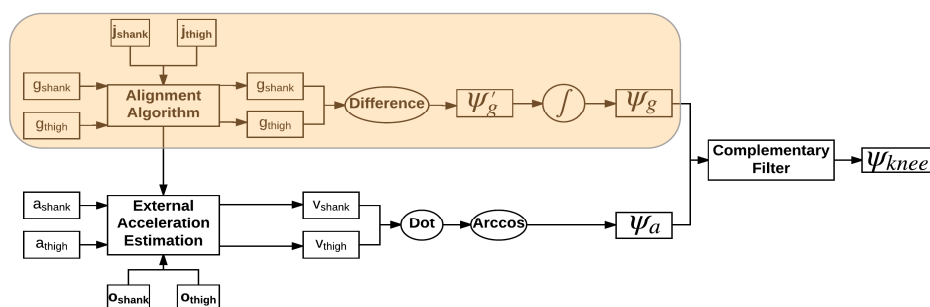 jshank jthigh
gshank
gthigh
Alignment
Algorithm
gshank
gthigh
Difference
ψ′g
∫
ψg
Complementary
Filter
ψknee
ashank
athigh
External
Acceleration
Estimation
vshank
vthigh
Dot
Arccos
ψa
oshank othigh